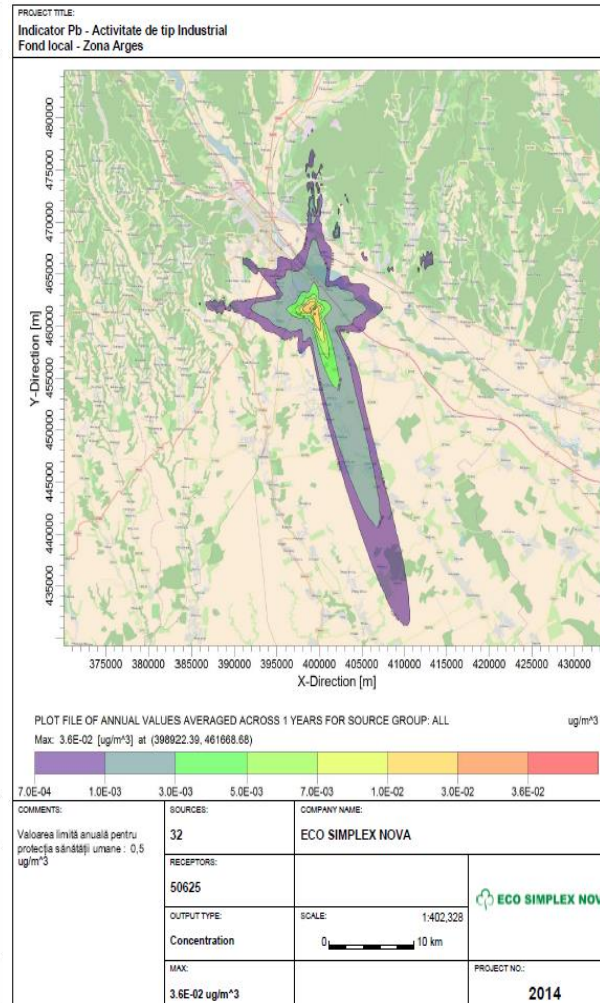 PROJECT TITLE:
Indicator Pb - Activitate de tip Industrial
Fond local - Zona Arges
Y-Direction [m]
480000
475000
470000
465000
460000
455000
450000
445000
440000
435000
375000 380000 385000 390000 395000 400000 405000 410000 415000 420000 425000 430000
X-Direction [m]
PLOT FILE OF ANNUAL VALUES AVERAGED ACROSS 1 YEARS FOR SOURCE GROUP: ALL
ug/m^3
Max: 3.6E-02 [ug/m^3] at (398922.39, 461668.68)
7.0E-04 1.0E-03 3.0E-03 5.0E-03 7.0E-03 1.0E-02 3.0E-02 3.6E-02
COMMENTS:
Valoarea limită anuală pentru
protecția sănătății umane : 0,5
ug/m^3
SOURCES:
32
COMPANY NAME:
ECO SIMPLEX NOVA
RECEPTORS:
50625
OUTPUT TYPE:
Concentration
SCALE:
1:402,328
0 10 km
ECO SIMPLEX NOV
MAX:
3.6E-02 ug/m^3
PROJECT NO.:
2014